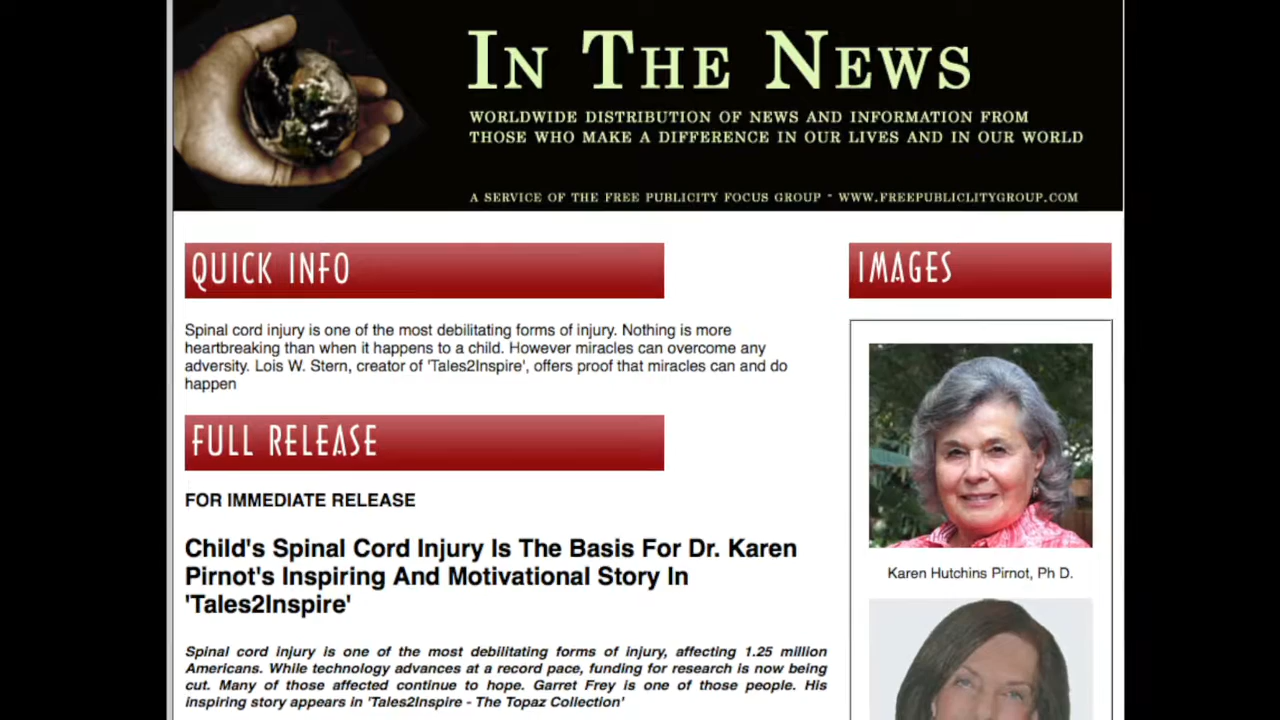 IN THE NEWS
WORLDWIDE DISTRIBUTION OF NEWS AND INFORMATION FROM
THOSE WHO MAKE A DIFFERENCE IN OUR LIVES AND IN OUR WORLD
A SERVICE OF THE FREE PUBLICITY FOCUS GROUP - WWW.FREEPUBLICLITYGROUP.COM
QUICK INFO
Spinal cord injury is one of the most debilitating forms of injury. Nothing is more
heartbreaking than when it happens to a child. However miracles can overcome any
adversity. Lois W. Stern, creator of 'Tales2Inspire', offers proof that miracles can and do
happen
FULL RELEASE
FOR IMMEDIATE RELEASE
Child's Spinal Cord Injury Is The Basis For Dr. Karen
Pirnot's Inspiring And Motivational Story In
'Tales2Inspire'
Spinal cord injury is one of the most debilitating forms of injury, affecting 1.25 million
Americans. While technology advances at a record pace, funding for research is now being
cut. Many of those affected continue to hope. Garret Frey is one of those people. His
inspiring story appears in 'Tales2Inspire - The Topaz Collection'
IMAGES
Karen Hutchins Pirnot, Ph D.